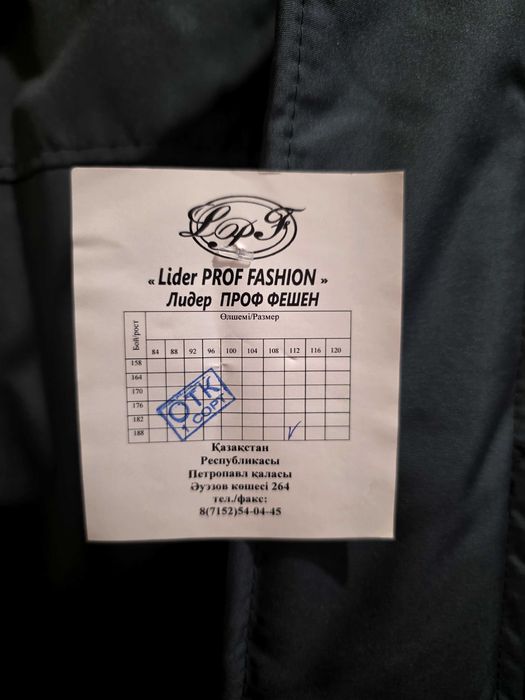 LPF
« Lider PROF FASHION »
Лидер ПРОФ ФЕШЕН
Бой/рост
Өлшемі/Размер
84 88 92 96 100 104 108 112 116 120
158
164
170
176
182
188
ОТК
1 СОРТ
Қазақстан
Республикасы
Петропавл қаласы
Әуэзов көшесі 264
тел./факс:
8(7152)54-04-45